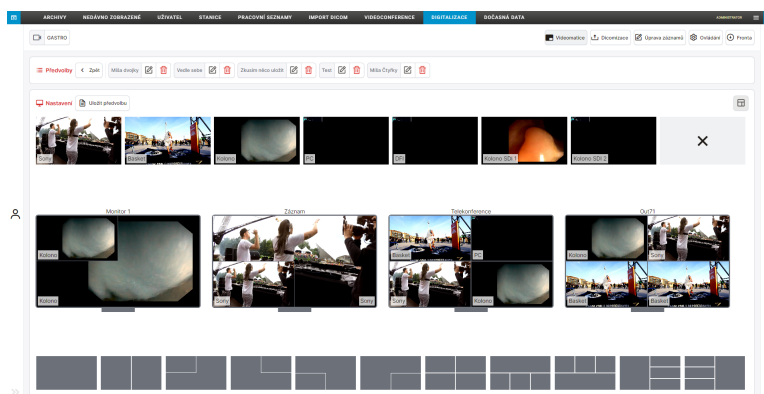 ARCHIVY NEDÁVNO ZOBRAZENÉ UŽIVATEL STANICE PRACOVNÍ SEZNAMY IMPORT DICOM VIDEOCONFERENCE DIGITALIZACE DOČASNÁ DATA ADMINISTRATOR
GASTRO Videomatice Dicomizace Oprava záznamů Ovládání Fronta
Předvolby Zpět Míša dvojky Vedle sebe Zkusím něco uložit Test Míša Čtyřky
Nastavení Uložit předvolbu
Sony Basket Kolono PC DFI Kolono SDI 1 Kolono SDI 2
Monitor 1 Záznam Telekonference Out71
Kolono Basket PC Kolono Sony
Kolono Sony Sony Sony Kolono Basket Basket